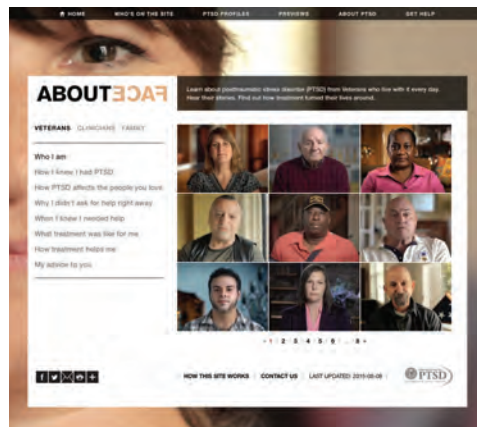 HOME WHO'S ON THE SITE PTSD PROFILES PREVIEWS ABOUT PTSD GET HELP
ABOUTFACE
Learn about posttraumatic stress disorder (PTSD) from Veterans who live with it every day.
Hear their stories. Find out how treatment turned their lives around.
VETERANS CLINICIANS FAMILY
Who I am
How I knew I had PTSD
How PTSD affects the people you love
Why I didn't ask for help right away
When I knew I needed help
What treatment was like for me
How treatment helps me
My advice to you
1 2 3 4 5 6 ... 8
HOW THIS SITE WORKS CONTACT US LAST UPDATED 2015-06-08
PTSD